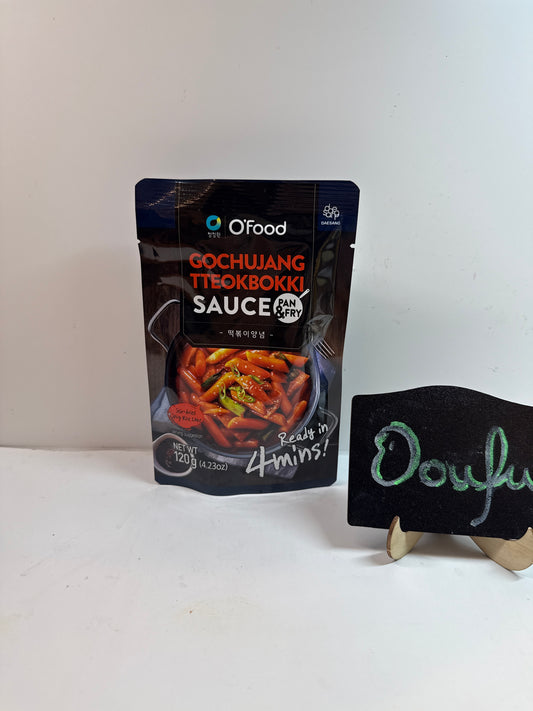 청정원
O'Food
DAESANG
GOCHUJANG
TTEOKBOKKI
SAUCE
PAN
&FRY
- 떡볶이양념 -
Ready in
4mins!
NET WT
120g (4.23oz)
Doufu